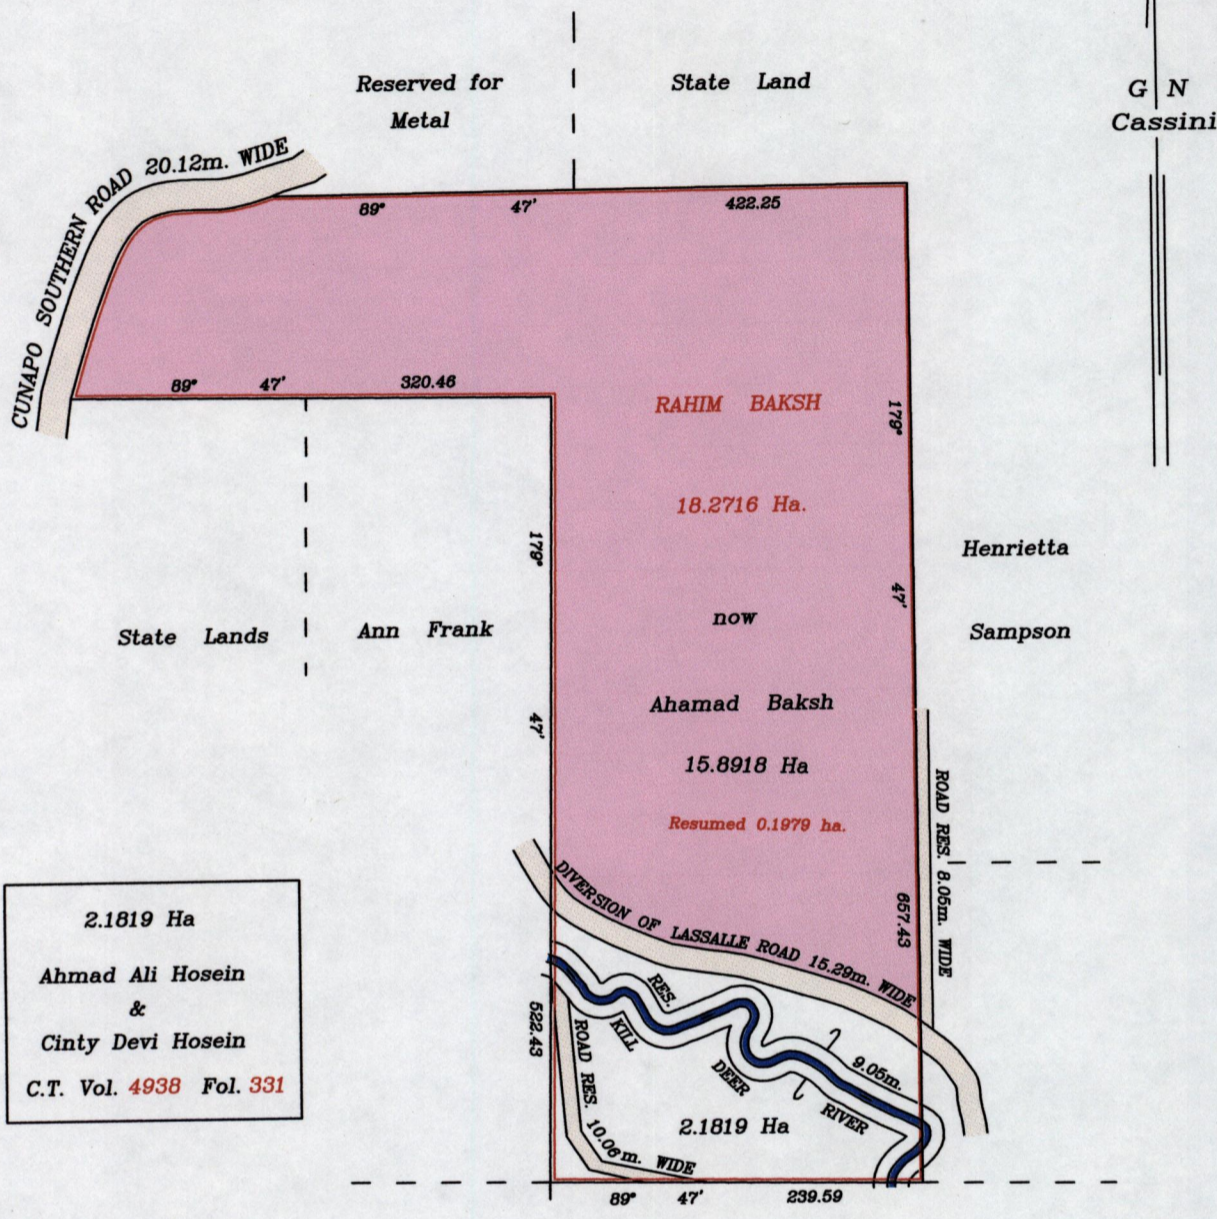 Reserved for
Metal
State Land
G N
Cassini
CUNAPO SOUTHERN ROAD 20.12m. WIDE
89° 47' 422.25
89° 47' 320.46
RAHIM BAKSH
18.2716 Ha.
now
Ahamad Baksh
15.8918 Ha
Resumed 0.1979 ha.
179° 47' 657.43
179° 47' 522.43
Henrietta
Sampson
State Lands
Ann Frank
ROAD RES. 8.05m. WIDE
DIVERSION OF LASSALLE ROAD 15.29m. WIDE
RES.
KILL DEER RIVER
9.05m.
ROAD RES. 10.06m. WIDE
2.1819 Ha
89° 47' 239.59
2.1819 Ha
Ahmad Ali Hosein
&
Cinty Devi Hosein
C.T. Vol. 4938 Fol. 331